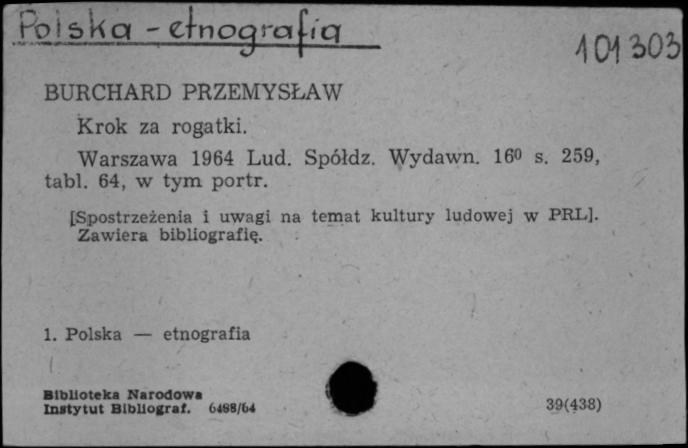 Polska - etnografia
101303
BURCHARD PRZEMYSŁAW
Krok za rogatki.
Warszawa 1964 Lud. Spółdz. Wydawn. 16⁰ s. 259,
tabl. 64, w tym portr.
[Spostrzeżenia i uwagi na temat kultury ludowej w PRL].
Zawiera bibliografię.
1. Polska — etnografia
Biblioteka Narodowa
Instytut Bibliograf. 6488/64
39(438)